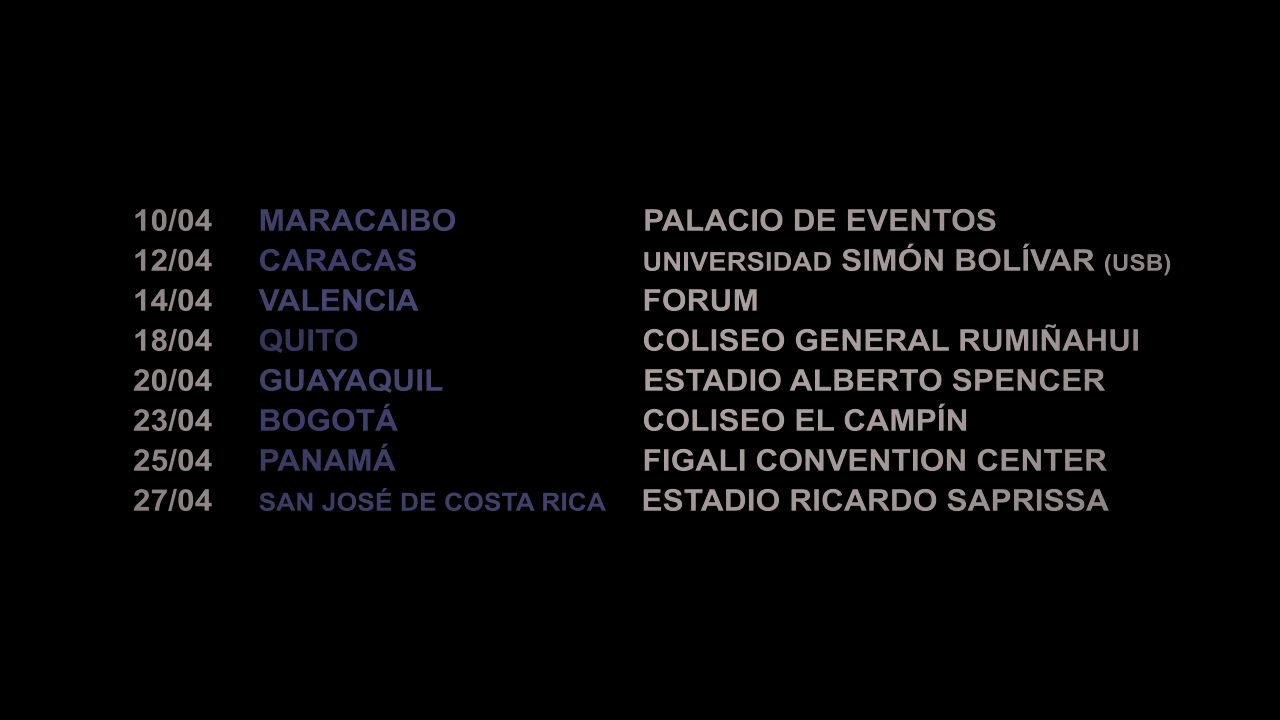 10/04 MARACAIBO PALACIO DE EVENTOS
12/04 CARACAS UNIVERSIDAD SIMÓN BOLÍVAR (USB)
14/04 VALENCIA FORUM
18/04 QUITO COLISEO GENERAL RUMIÑAHUI
20/04 GUAYAQUIL ESTADIO ALBERTO SPENCER
23/04 BOGOTÁ COLISEO EL CAMPÍN
25/04 PANAMÁ FIGALI CONVENTION CENTER
27/04 SAN JOSÉ DE COSTA RICA ESTADIO RICARDO SAPRISSA